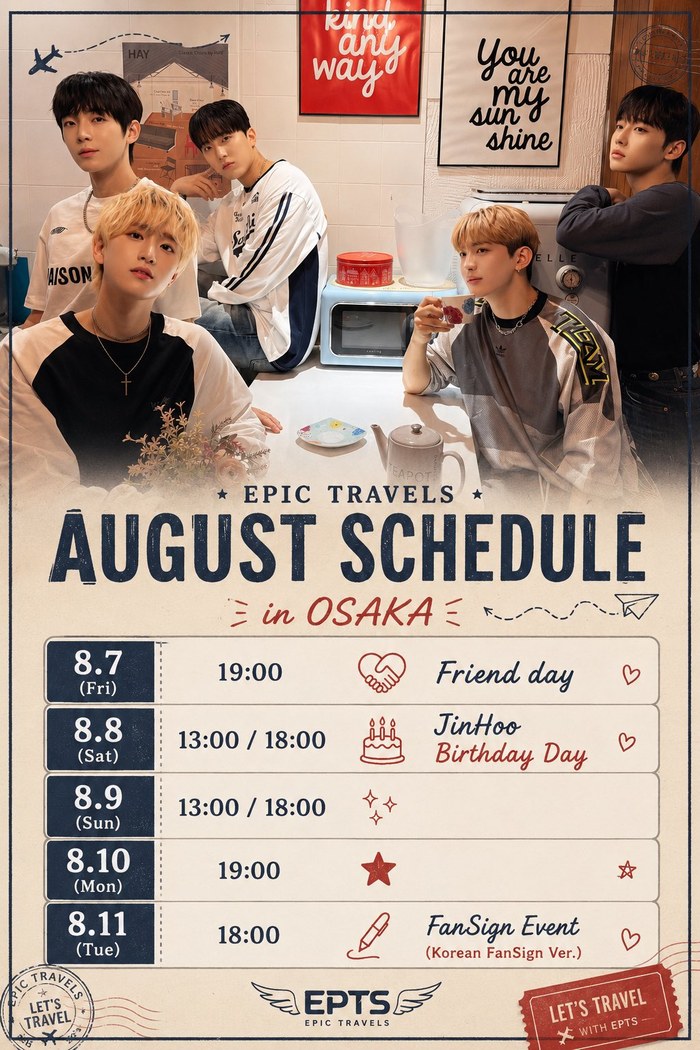 HAY
kind
any
way
You
are
my
sun
shine
AISON
ELLE
TEAM
TEAPOT
★ EPIC TRAVELS ★
AUGUST SCHEDULE
in OSAKA
8.7
(Fri)
19:00
Friend day
8.8
(Sat)
13:00 / 18:00
JinHoo
Birthday Day
8.9
(Sun)
13:00 / 18:00
8.10
(Mon)
19:00
8.11
(Tue)
18:00
FanSign Event
(Korean FanSign Ver.)
EPIC TRAVELS
LET'S
TRAVEL
EPTS
EPIC TRAVELS
LET'S TRAVEL
WITH EPTS